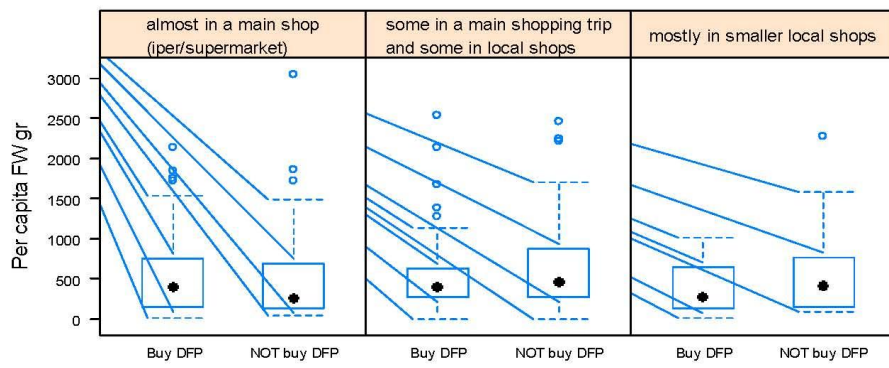 almost in a main shop
(iper/supermarket)
some in a main shopping trip
and some in local shops
mostly in smaller local shops
Per capita FW gr
3000
2500
2000
1500
1000
500
0
Buy DFP
NOT buy DFP
Buy DFP
NOT buy DFP
Buy DFP
NOT buy DFP